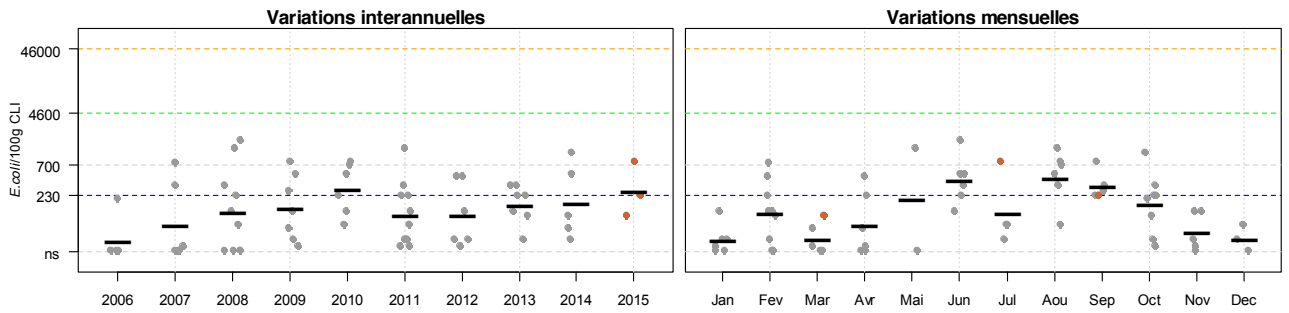 Variations interannuelles
Variations mensuelles
E.coli/100g CLI
46000
4600
700
230
ns
2006 2007 2008 2009 2010 2011 2012 2013 2014 2015
Jan Fev Mar Avr Mai Jun Jul Aou Sep Oct Nov Dec